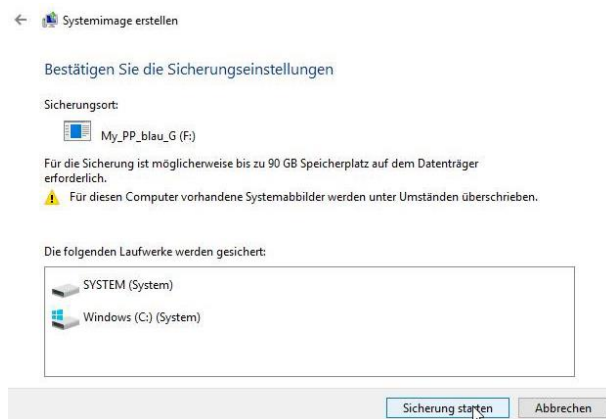 Systemimage erstellen
Bestätigen Sie die Sicherungseinstellungen
Sicherungsort:
My_PP_blau_G (F:)
Für die Sicherung ist möglicherweise bis zu 90 GB Speicherplatz auf dem Datenträger
erforderlich.
Für diesen Computer vorhandene Systemabbilder werden unter Umständen überschrieben.
Die folgenden Laufwerke werden gesichert:
SYSTEM (System)
Windows (C:) (System)
Sicherung starten
Abbrechen